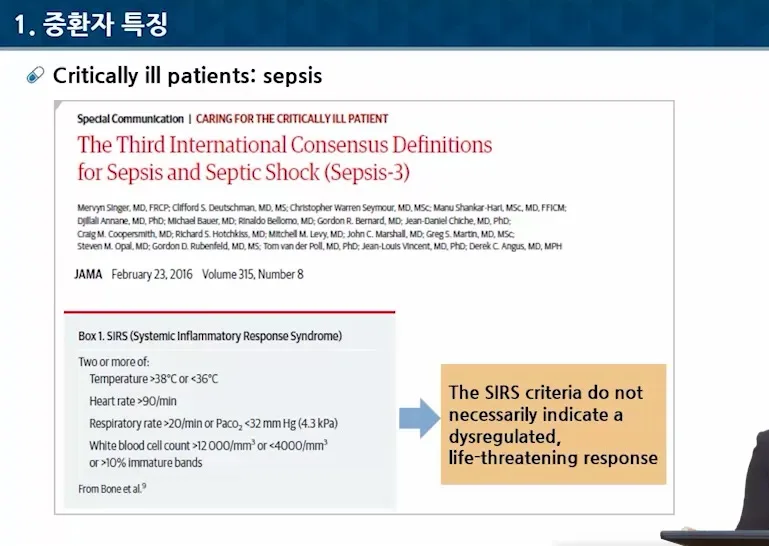 1. 중환자 특징
Critically ill patients: sepsis
Special Communication | CARING FOR THE CRITICALLY ILL PATIENT
The Third International Consensus Definitions
for Sepsis and Septic Shock (Sepsis-3)
Mervyn Singer, MD, FRCP; Clifford S. Deutschman, MD, MS; Christopher Warren Seymour, MD, MSc; Manu Shankar-Hari, MSc, MD, FFICM;
Djillali Annane, MD, PhD; Michael Bauer, MD; Rinaldo Bellomo, MD; Gordon R. Bernard, MD; Jean-Daniel Chiche, MD, PhD;
Craig M. Coopersmith, MD; Richard S. Hotchkiss, MD; Mitchell M. Levy, MD; John C. Marshall, MD; Greg S. Martin, MD, MSc;
Steven M. Opal, MD; Gordon D. Rubenfeld, MD, MS; Tom van der Poll, MD, PhD; Jean-Louis Vincent, MD, PhD; Derek C. Angus, MD, MPH
JAMA February 23, 2016 Volume 315, Number 8
Box 1. SIRS (Systemic Inflammatory Response Syndrome)
Two or more of:
Temperature >38°C or <36°C
Heart rate >90/min
Respiratory rate >20/min or Paco₂ <32 mm Hg (4.3 kPa)
White blood cell count >12 000/mm³ or <4000/mm³
or >10% immature bands
From Bone et al.⁹
The SIRS criteria do not
necessarily indicate a
dysregulated,
life-threatening response